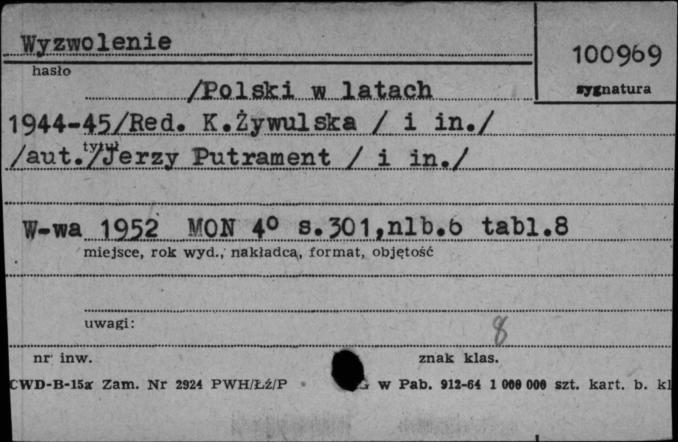 Wyzwolenie
100969
hasło
sygnatura
/Polski w latach
1944-45/Red. K.Żywulska / i in./
tytuł
/aut./Jerzy Putrament / i in./
W-wa 1952 MON 4° s.301,nlb.6 tabl.8
miejsce, rok wyd., nakładca, format, objętość
uwagi:
8
nr inw.
znak klas.
CWD-B-15a Zam. Nr 2924 PWH/Łź/P G w Pab. 912-64 1 000 000 szt. kart. b. kl